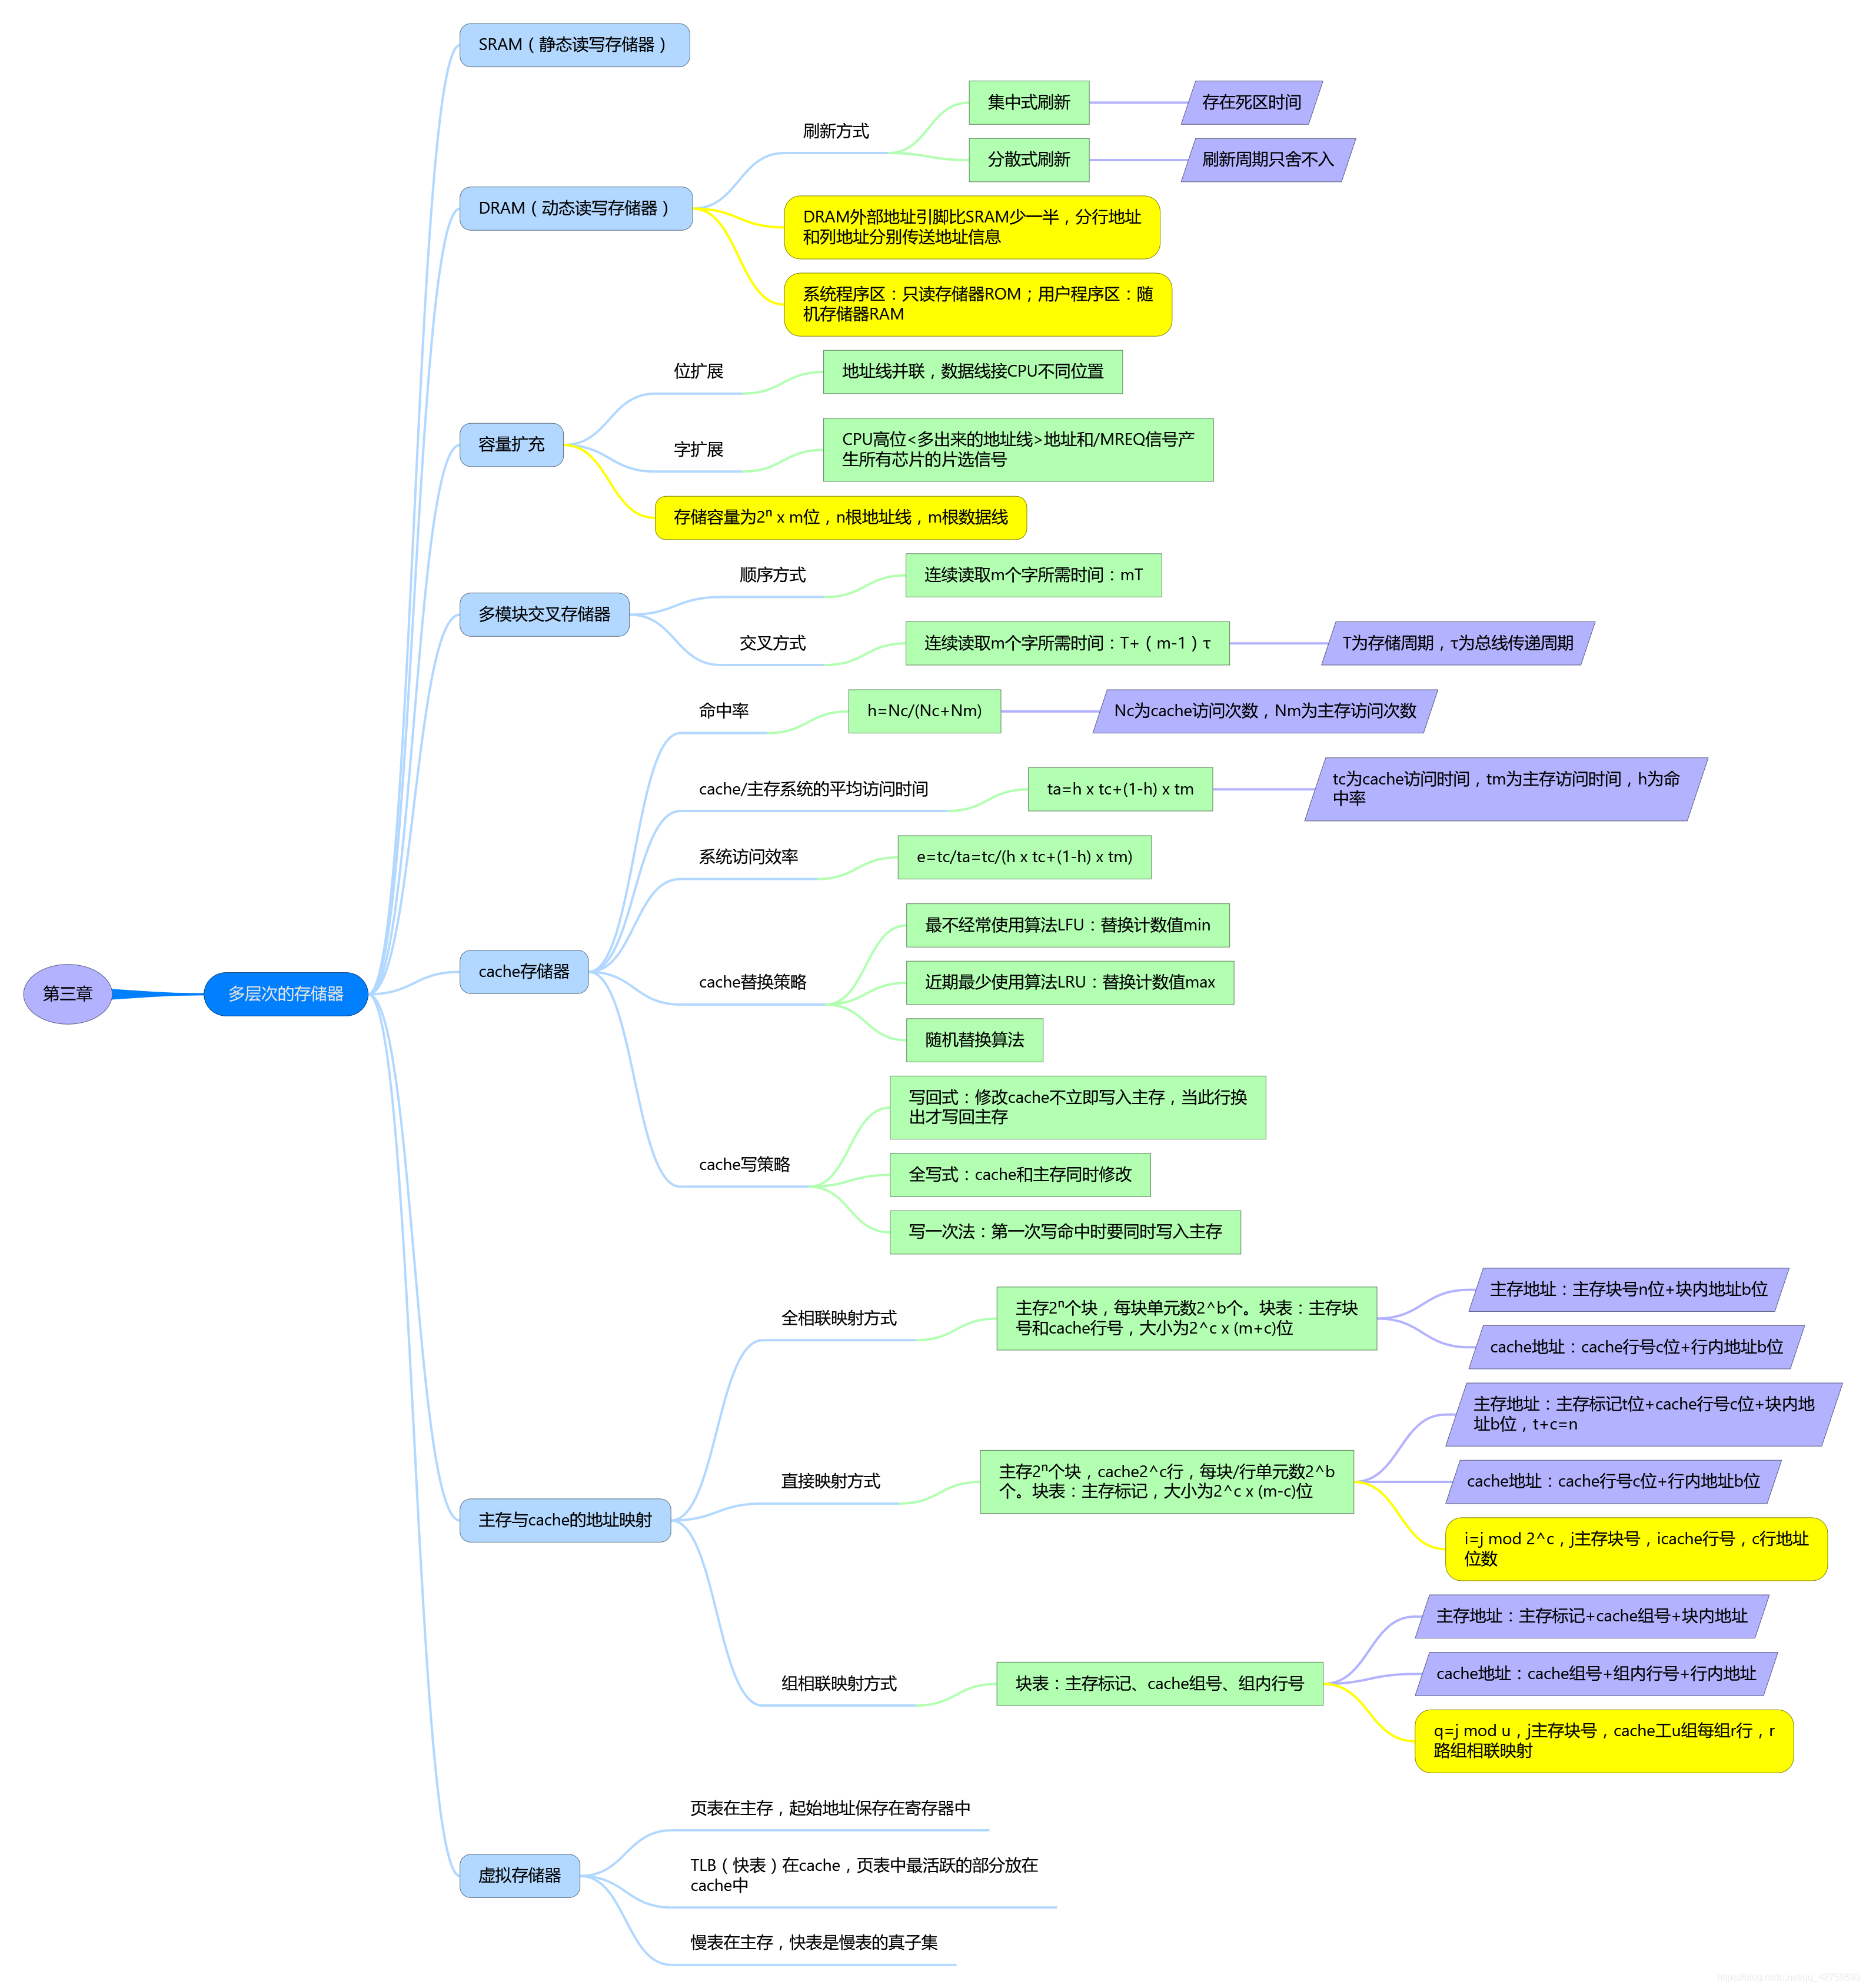 SRAM（静态读写存储器）
集中式刷新
存在死区时间
刷新方式
分散式刷新
刷新周期只舍不入
DRAM（动态读写存储器）
DRAM外部地址引脚比SRAM少一半，分行地址
和列地址分别传送地址信息
系统程序区：只读存储器ROM；用户程序区：随
机存储器RAM
位扩展
地址线并联，数据线接CPU不同位置
容量扩充
字扩展
CPU高位<多出来的地址线>地址和/MREQ信号产
生所有芯片的片选信号
存储容量为2ⁿ x m位，n根地址线，m根数据线
顺序方式
连续读取m个字所需时间：mT
多模块交叉存储器
交叉方式
连续读取m个字所需时间：T+（m-1）τ
T为存储周期，τ为总线传递周期
命中率
h=Nc/(Nc+Nm)
Nc为cache访问次数，Nm为主存访问次数
cache/主存系统的平均访问时间
ta=h x tc+(1-h) x tm
tc为cache访问时间，tm为主存访问时间，h为命
中率
系统访问效率
e=tc/ta=tc/(h x tc+(1-h) x tm)
第三章
多层次的存储器
cache存储器
cache替换策略
最不经常使用算法LFU：替换计数值min
近期最少使用算法LRU：替换计数值max
随机替换算法
cache写策略
写回式：修改cache不立即写入主存，当此行换
出才写回主存
全写式：cache和主存同时修改
写一次法：第一次写命中时要同时写入主存
全相联映射方式
主存2ⁿ个块，每块单元数2^b个。块表：主存块
号和cache行号，大小为2^c x (m+c)位
主存地址：主存块号n位+块内地址b位
cache地址：cache行号c位+行内地址b位
主存与cache的地址映射
直接映射方式
主存2ⁿ个块，cache2^c行，每块/行单元数2^b
个。块表：主存标记，大小为2^c x (m-c)位
主存地址：主存标记t位+cache行号c位+块内地
址b位，t+c=n
cache地址：cache行号c位+行内地址b位
i=j mod 2^c，j主存块号，icache行号，c行地址
位数
组相联映射方式
块表：主存标记、cache组号、组内行号
主存地址：主存标记+cache组号+块内地址
cache地址：cache组号+组内行号+行内地址
q=j mod u，j主存块号，cache工u组每组r行，r
路组相联映射
虚拟存储器
页表在主存，起始地址保存在寄存器中
TLB（快表）在cache，页表中最活跃的部分放在
cache中
慢表在主存，快表是慢表的真子集